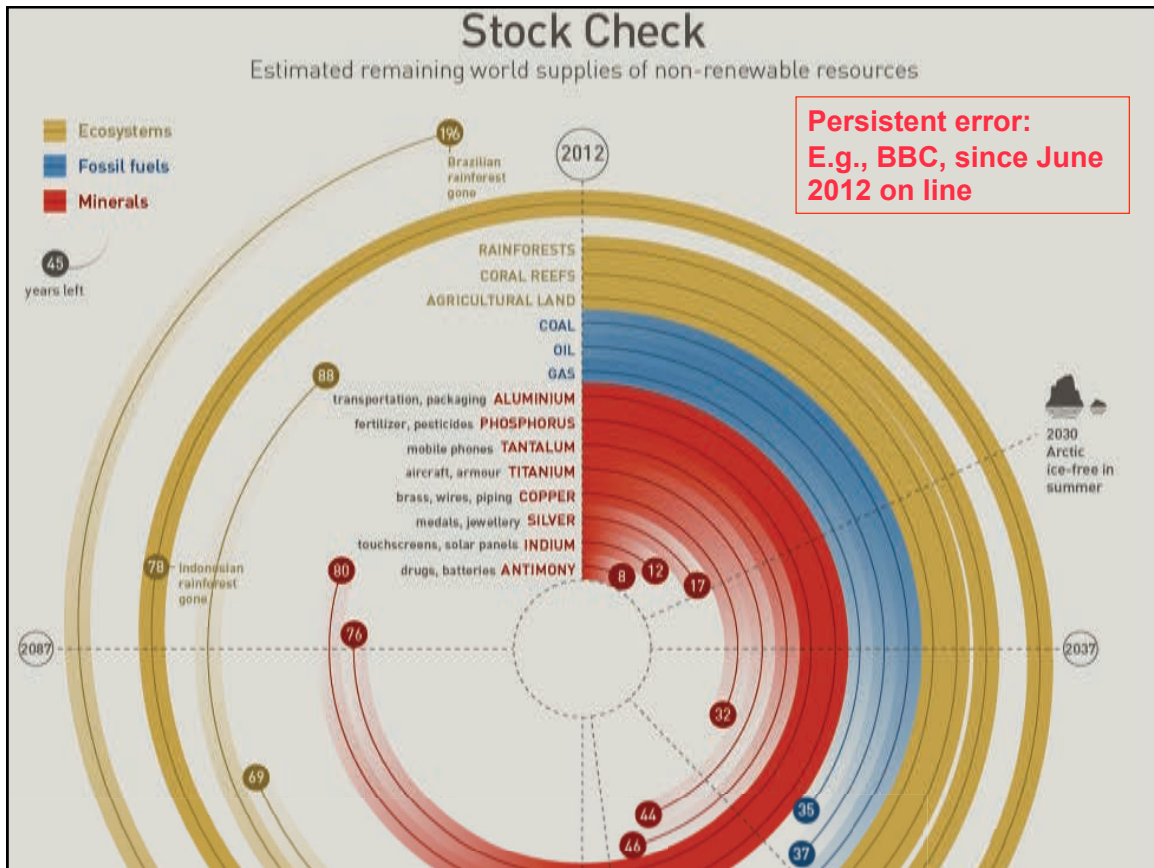 Stock Check
Estimated remaining world supplies of non-renewable resources
Ecosystems
Fossil fuels
Minerals
45
years left
196
Brazilian
rainforest
gone
2012
Persistent error:
E.g., BBC, since June
2012 on line
RAINFORESTS
CORAL REEFS
AGRICULTURAL LAND
COAL
OIL
GAS
88
transportation, packaging ALUMINIUM
fertilizer, pesticides PHOSPHORUS
mobile phones TANTALUM
aircraft, armour TITANIUM
brass, wires, piping COPPER
medals, jewellery SILVER
touchscreens, solar panels INDIUM
drugs, batteries ANTIMONY
2030
Arctic
ice-free in
summer
78
Indonesian
rainforest
gone
80
8
12
17
76
2087
2037
32
69
44
46
35
37